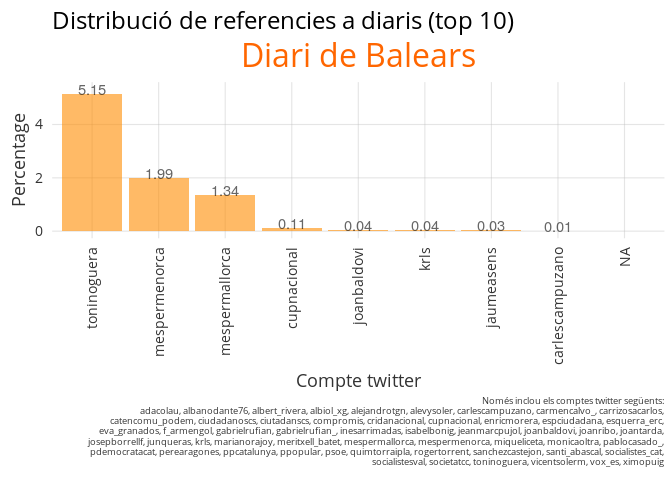 Distribució de referencies a diaris (top 10)
Diari de Balears
Percentage
4
2
0
5.15
1.99
1.34
0.11
0.04
0.04
0.03
0.01
toninoguera
mespermenorca
mespermallorca
cupnacional
joanbaldovi
krls
jaumeasens
carlescampuzano
NA
Compte twitter
Només inclou els comptes twitter següents:
adacolau, albanodante76, albert_rivera, albiol_xg, alejandrotgn, alevysoler, carlescampuzano, carmencalvo_, carrizosacarlos,
catencomu_podem, ciudadanoscs, ciutadanscs, compromis, cridanacional, cupnacional, enricmorera, espciudadania, esquerra_erc,
eva_granados, f_armengol, gabrielrufian, gabrielrufian_, inesarrimadas, isabelbonig, jeanmarcpujol, joanbaldovi, joanribo, joantarda,
josepborrellf, junqueras, krls, marianorajoy, meritxell_batet, mespermallorca, mespermenorca, miqueliceta, monicaoltra, pablocasado_,
pdemocratacat, perearagones, ppcatalunya, ppopular, psoe, quimtorraipla, rogertorrent, sanchezcastejon, santi_abascal, socialistes_cat,
socialistesval, societatcc, toninoguera, vicentsolerm, vox_es, ximopuig